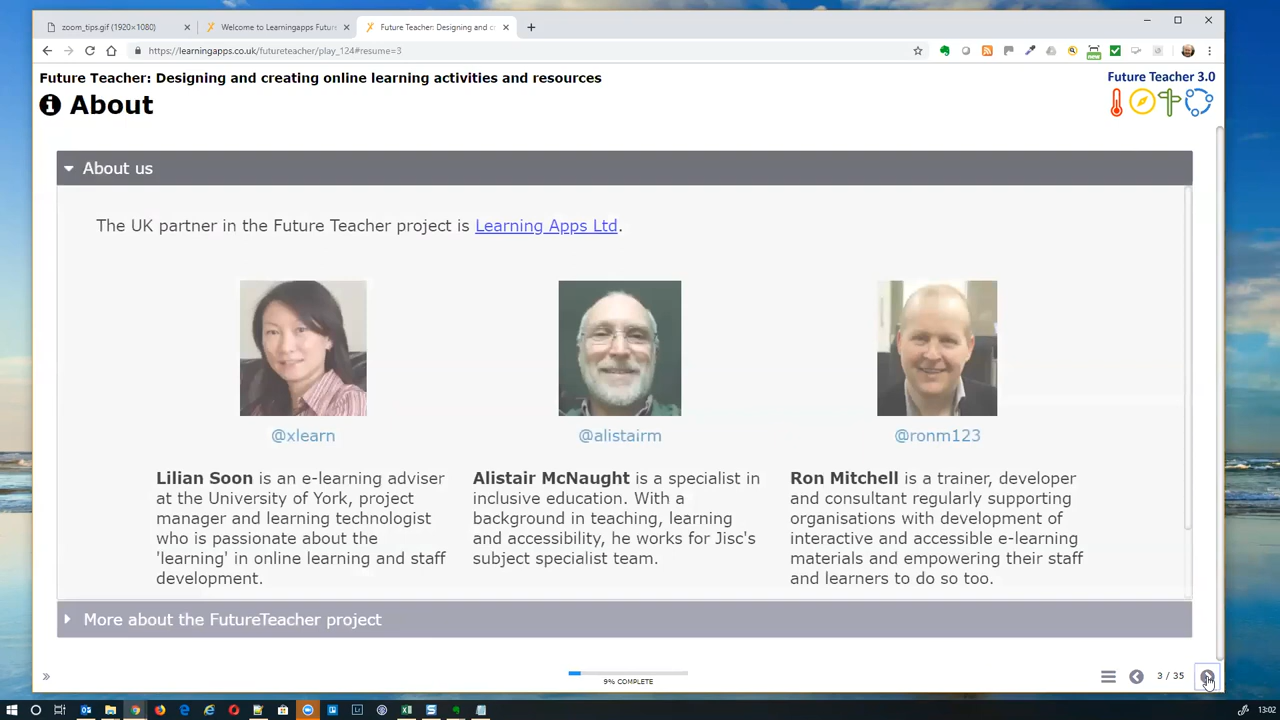 zoom_tips.gif (1920×1080)
Welcome to Learningapps Future
Future Teacher: Designing and cr
https://learningapps.co.uk/futureteacher/play_124#resume=3
new
Future Teacher: Designing and creating online learning activities and resources
Future Teacher 3.0
About
About us
The UK partner in the Future Teacher project is Learning Apps Ltd.
@xlearn
@alistairm
@ronm123
Lilian Soon is an e-learning adviser
at the University of York, project
manager and learning technologist
who is passionate about the
'learning' in online learning and staff
development.
Alistair McNaught is a specialist in
inclusive education. With a
background in teaching, learning
and accessibility, he works for Jisc's
subject specialist team.
Ron Mitchell is a trainer, developer
and consultant regularly supporting
organisations with development of
interactive and accessible e-learning
materials and empowering their staff
and learners to do so too.
More about the FutureTeacher project
9% COMPLETE
3 / 35
13:02